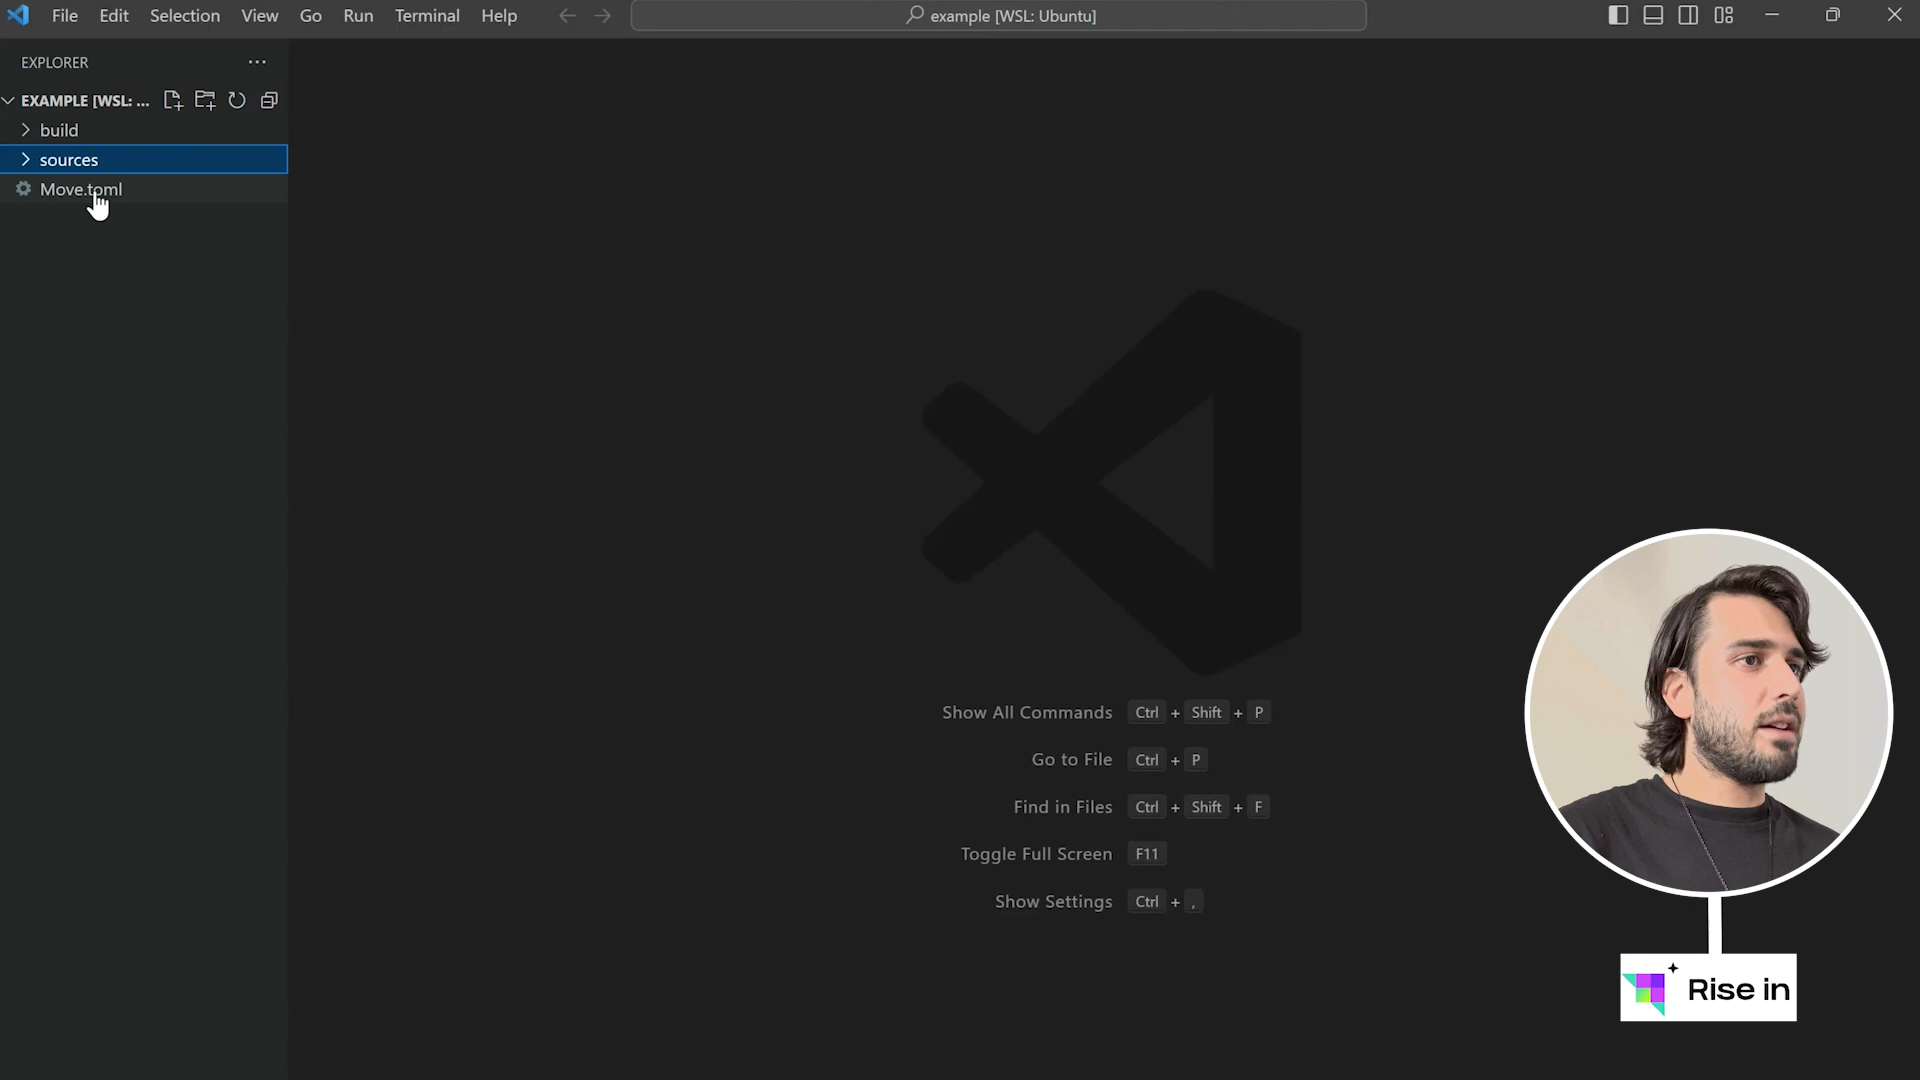 File Edit Selection View Go Run Terminal Help example [WSL: Ubuntu]
EXPLORER ...
EXAMPLE [WSL: ...
build
sources
Move.toml
Show All Commands Ctrl + Shift + P
Go to File Ctrl + P
Find in Files Ctrl + Shift + F
Toggle Full Screen F11
Show Settings Ctrl + ,
Rise in